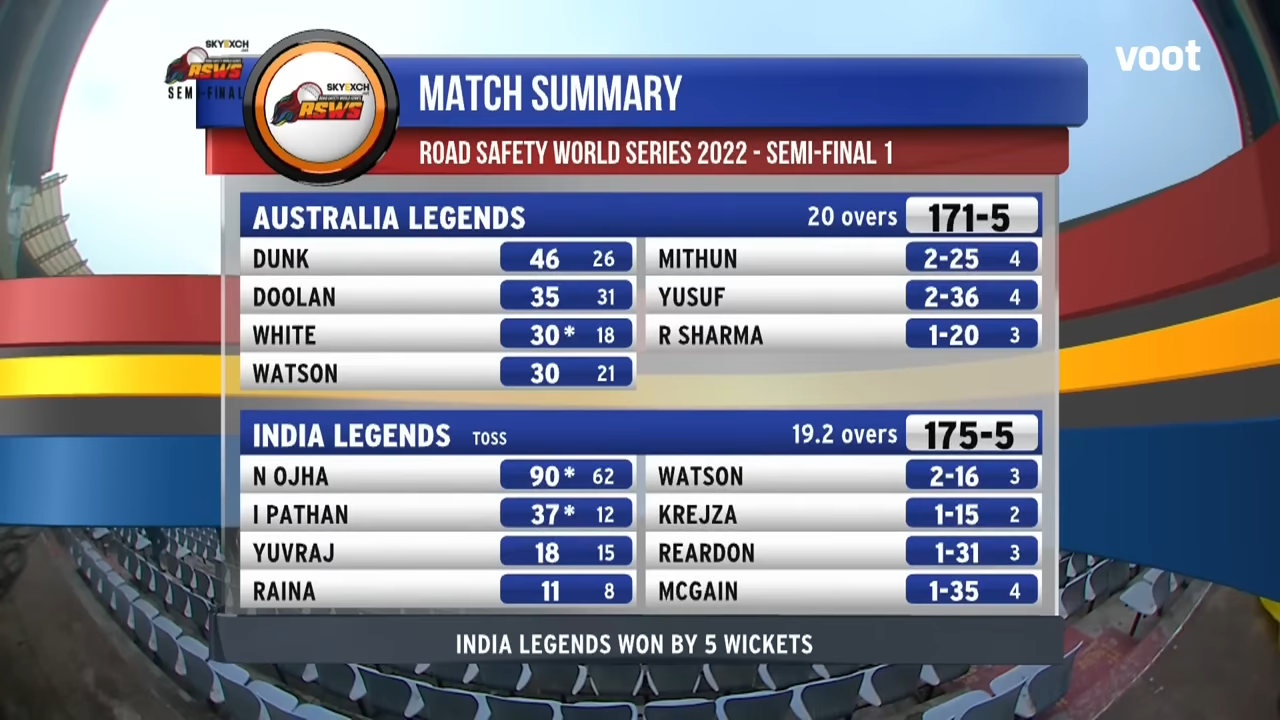 SKYEXCH
RSWS
SEMI-FINAL
SKYEXCH
RSWS
voot
MATCH SUMMARY
ROAD SAFETY WORLD SERIES 2022 - SEMI-FINAL 1
AUSTRALIA LEGENDS 20 overs 171-5
DUNK 46 26 MITHUN 2-25 4
DOOLAN 35 31 YUSUF 2-36 4
WHITE 30* 18 R SHARMA 1-20 3
WATSON 30 21
INDIA LEGENDS TOSS 19.2 overs 175-5
N OJHA 90* 62 WATSON 2-16 3
I PATHAN 37* 12 KREJZA 1-15 2
YUVRAJ 18 15 REARDON 1-31 3
RAINA 11 8 MCGAIN 1-35 4
INDIA LEGENDS WON BY 5 WICKETS